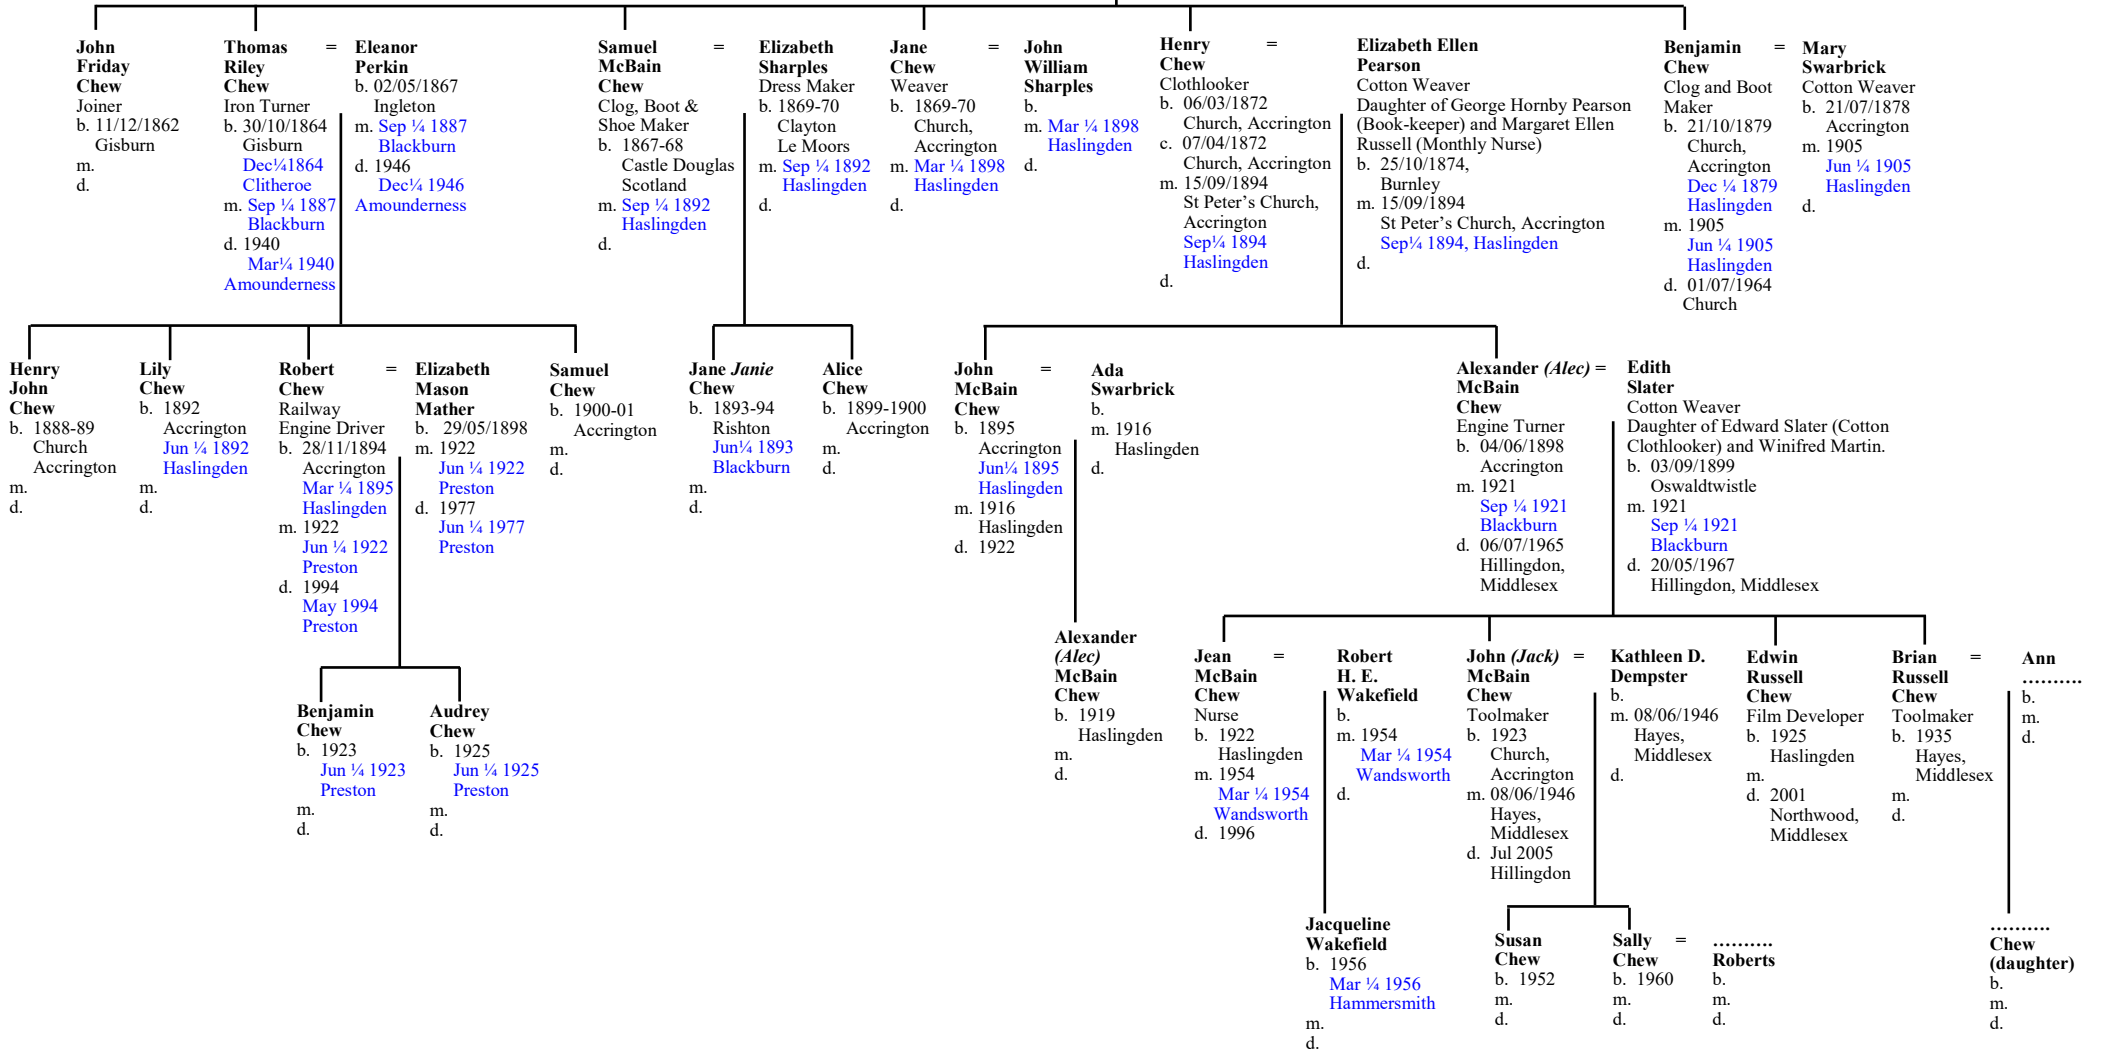 John
Friday
Chew
Joiner
b. 11/12/1862
Gisburn
m.
d.
Thomas =
Riley
Chew
Iron Turner
b. 30/10/1864
Gisburn
Dec¼1864
Clitheroe
m. Sep ¼ 1887
Blackburn
d. 1940
Mar¼ 1940
Amounderness
Eleanor
Perkin
b. 02/05/1867
Ingleton
m. Sep ¼ 1887
Blackburn
d. 1946
Dec¼ 1946
Amounderness
Samuel =
McBain
Chew
Clog, Boot &
Shoe Maker
b. 1867-68
Castle Douglas
Scotland
m. Sep ¼ 1892
Haslingden
d.
Elizabeth
Sharples
Dress Maker
b. 1869-70
Clayton
Le Moors
m. Sep ¼ 1892
Haslingden
d.
Jane =
Chew
Weaver
b. 1869-70
Church,
Accrington
m. Mar ¼ 1898
Haslingden
d.
John
William
Sharples
b.
m. Mar ¼ 1898
Haslingden
d.
Henry =
Chew
Clothlooker
b. 06/03/1872
Church, Accrington
c. 07/04/1872
Church, Accrington
m. 15/09/1894
St Peter’s Church,
Accrington
Sep¼ 1894
Haslingden
d.
Elizabeth Ellen
Pearson
Cotton Weaver
Daughter of George Hornby Pearson
(Book-keeper) and Margaret Ellen
Russell (Monthly Nurse)
b. 25/10/1874,
Burnley
m. 15/09/1894
St Peter’s Church, Accrington
Sep¼ 1894, Haslingden
d.
Benjamin =
Chew
Clog and Boot
Maker
b. 21/10/1879
Church,
Accrington
Dec ¼ 1879
Haslingden
m. 1905
Jun ¼ 1905
Haslingden
d. 01/07/1964
Church
Mary
Swarbrick
Cotton Weaver
b. 21/07/1878
Accrington
m. 1905
Jun ¼ 1905
Haslingden
d.
Henry
John
Chew
b. 1888-89
Church
Accrington
m.
d.
Lily
Chew
b. 1892
Accrington
Jun ¼ 1892
Haslingden
m.
d.
Robert =
Chew
Railway
Engine Driver
b. 28/11/1894
Accrington
Mar ¼ 1895
Haslingden
m. 1922
Jun ¼ 1922
Preston
d. 1994
May 1994
Preston
Elizabeth
Mason
Mather
b. 29/05/1898
m. 1922
Jun ¼ 1922
Preston
d. 1977
Jun ¼ 1977
Preston
Samuel
Chew
b. 1900-01
Accrington
m.
d.
Jane Janie
Chew
b. 1893-94
Rishton
Jun¼ 1893
Blackburn
m.
d.
Alice
Chew
b. 1899-1900
Accrington
m.
d.
John =
McBain
Chew
b. 1895
Accrington
Jun¼ 1895
Haslingden
m. 1916
Haslingden
d. 1922
Ada
Swarbrick
b.
m. 1916
Haslingden
d.
Alexander (Alec) =
McBain
Chew
Engine Turner
b. 04/06/1898
Accrington
m. 1921
Sep ¼ 1921
Blackburn
d. 06/07/1965
Hillingdon,
Middlesex
Edith
Slater
Cotton Weaver
Daughter of Edward Slater (Cotton
Clothlooker) and Winifred Martin.
b. 03/09/1899
Oswaldtwistle
m. 1921
Sep ¼ 1921
Blackburn
d. 20/05/1967
Hillingdon, Middlesex
Benjamin
Chew
b. 1923
Jun ¼ 1923
Preston
m.
d.
Audrey
Chew
b. 1925
Jun ¼ 1925
Preston
m.
d.
Alexander
(Alec)
McBain
Chew
b. 1919
Haslingden
m.
d.
Jean =
McBain
Chew
Nurse
b. 1922
Haslingden
m. 1954
Mar ¼ 1954
Wandsworth
d. 1996
Robert
H. E.
Wakefield
b.
m. 1954
Mar ¼ 1954
Wandsworth
d.
John (Jack) =
McBain
Chew
Toolmaker
b. 1923
Church,
Accrington
m. 08/06/1946
Hayes,
Middlesex
d. Jul 2005
Hillingdon
Kathleen D.
Dempster
b.
m. 08/06/1946
Hayes,
Middlesex
d.
Edwin
Russell
Chew
Film Developer
b. 1925
Haslingden
m.
d. 2001
Northwood,
Middlesex
Brian =
Russell
Chew
Toolmaker
b. 1935
Hayes,
Middlesex
m.
d.
Ann
……….
b.
m.
d.
Jacqueline
Wakefield
b. 1956
Mar ¼ 1956
Hammersmith
m.
d.
Susan
Chew
b. 1952
m.
d.
Sally =
Chew
b. 1960
m.
d.
……….
Roberts
b.
m.
d.
……….
Chew
(daughter)
b.
m.
d.